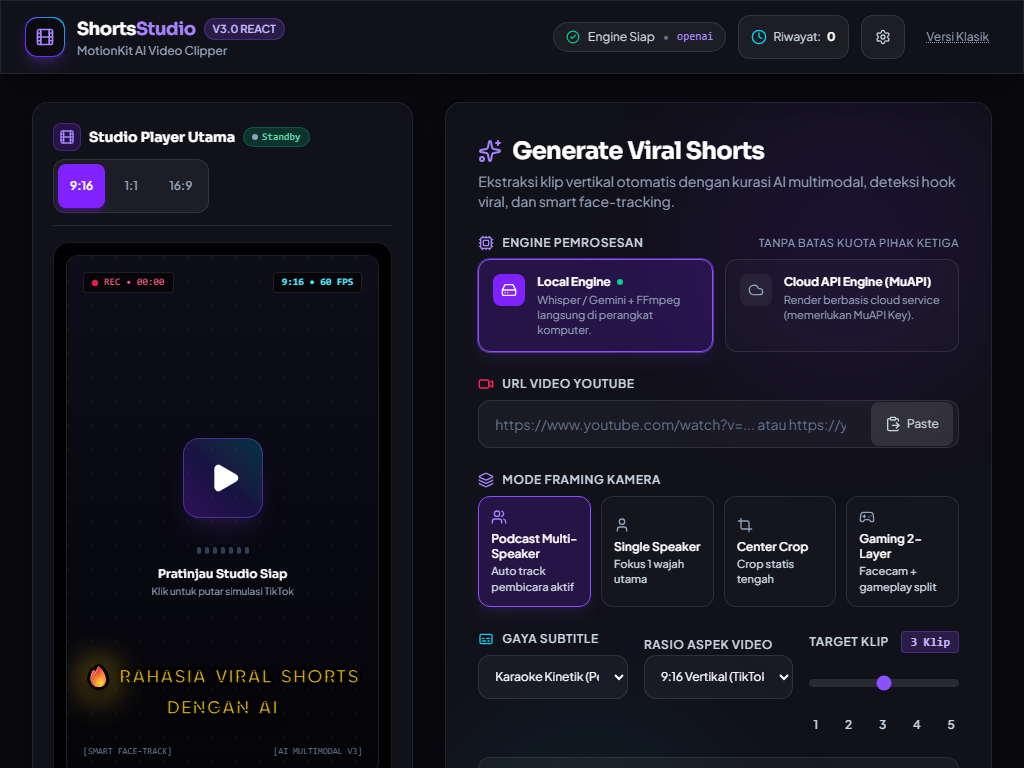 ShortsStudio V3.0 REACT
MotionKit AI Video Clipper
Engine Siap • openai
Riwayat: 0
Versi Klasik
Studio Player Utama
Standby
9:16 1:1 16:9
REC • 00:00
9:16 • 60 FPS
Pratinjau Studio Siap
Klik untuk putar simulasi TikTok
🔥 RAHASIA VIRAL SHORTS
DENGAN AI
[SMART FACE-TRACK]
[AI MULTIMODAL V3]
Generate Viral Shorts
Ekstraksi klip vertikal otomatis dengan kurasi AI multimodal, deteksi hook
viral, dan smart face-tracking.
ENGINE PEMROSESAN
TANPA BATAS KUOTA PIHAK KETIGA
Local Engine
Whisper / Gemini + FFmpeg
langsung di perangkat
komputer.
Cloud API Engine (MuAPI)
Render berbasis cloud service
(memerlukan MuAPI Key).
URL VIDEO YOUTUBE
https://www.youtube.com/watch?v=... atau https://y
Paste
MODE FRAMING KAMERA
Podcast Multi-
Speaker
Auto track
pembicara aktif
Single Speaker
Fokus 1 wajah
utama
Center Crop
Crop statis
tengah
Gaming 2-
Layer
Facecam +
gameplay split
GAYA SUBTITLE
Karaoke Kinetik (Pe
RASIO ASPEK VIDEO
9:16 Vertikal (TikTol
TARGET KLIP
3 Klip
1 2 3 4 5